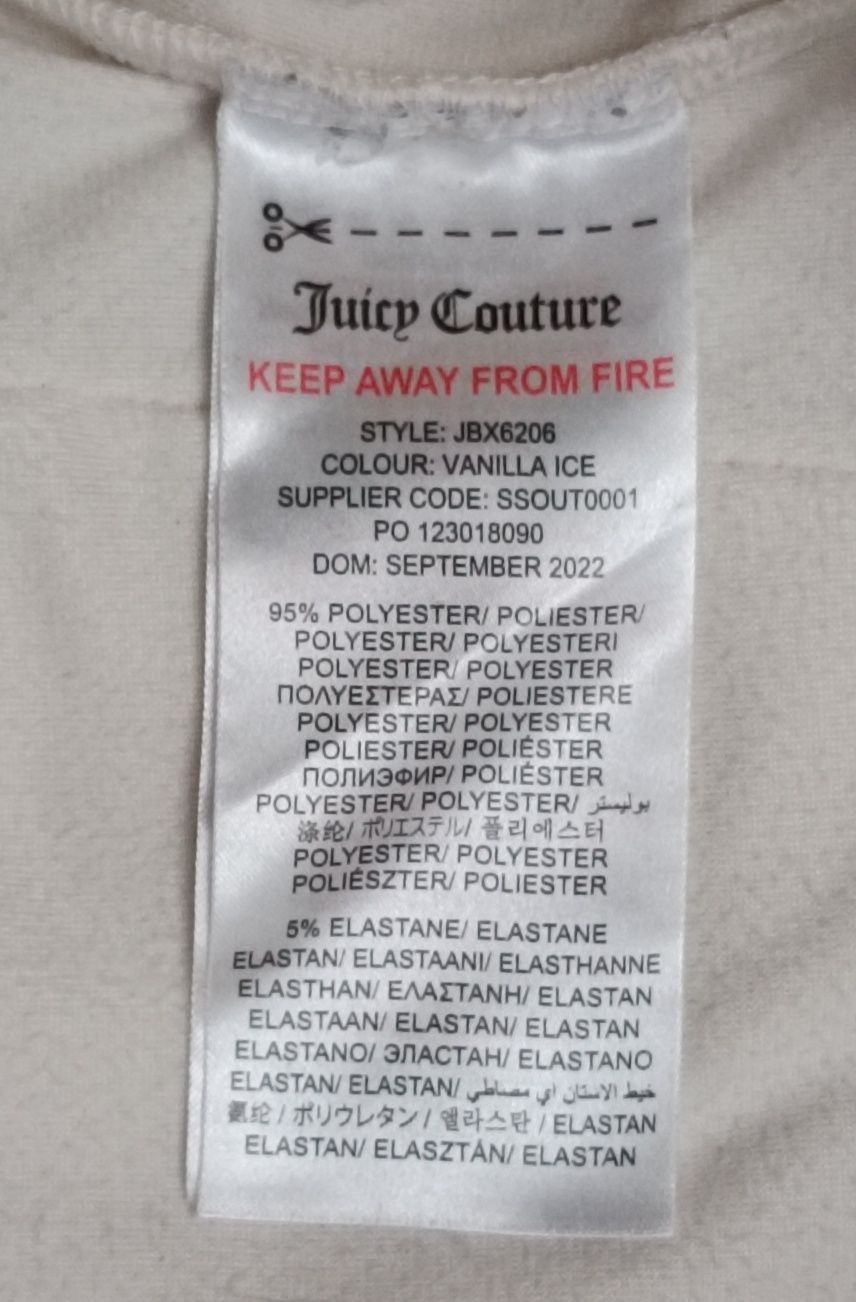 Juicy Couture
KEEP AWAY FROM FIRE
STYLE: JBX6206
COLOUR: VANILLA ICE
SUPPLIER CODE: SSOUT0001
PO 123018090
DOM: SEPTEMBER 2022
95% POLYESTER/ POLIESTER/
POLYESTER/ POLYESTERI
POLYESTER/ POLYESTER
ΠΟΛΥΕΣΤΕΡΑΣ/ POLIESTERE
POLYESTER/ POLYESTER
POLIESTER/ POLIÉSTER
ПОЛИЭФИР/ POLIÉSTER
POLYESTER/ POLYESTER/ بوليستر
涤纶/ ポリエステル/ 폴리에스터
POLYESTER/ POLYESTER
POLIÉSZTER/ POLIESTER
5% ELASTANE/ ELASTANE
ELASTAN/ ELASTAANI/ ELASTHANNE
ELASTHAN/ ΕΛΑΣΤΑΝΗ/ ELASTAN
ELASTAAN/ ELASTAN/ ELASTAN
ELASTANO/ ЭЛАСТАН/ ELASTANO
ELASTAN/ ELASTAN/ خيط الاستان اي مصاطي
氨纶 / ポリウレタン / 엘라스탄 / ELASTAN
ELASTAN/ ELASZTÁN/ ELASTAN